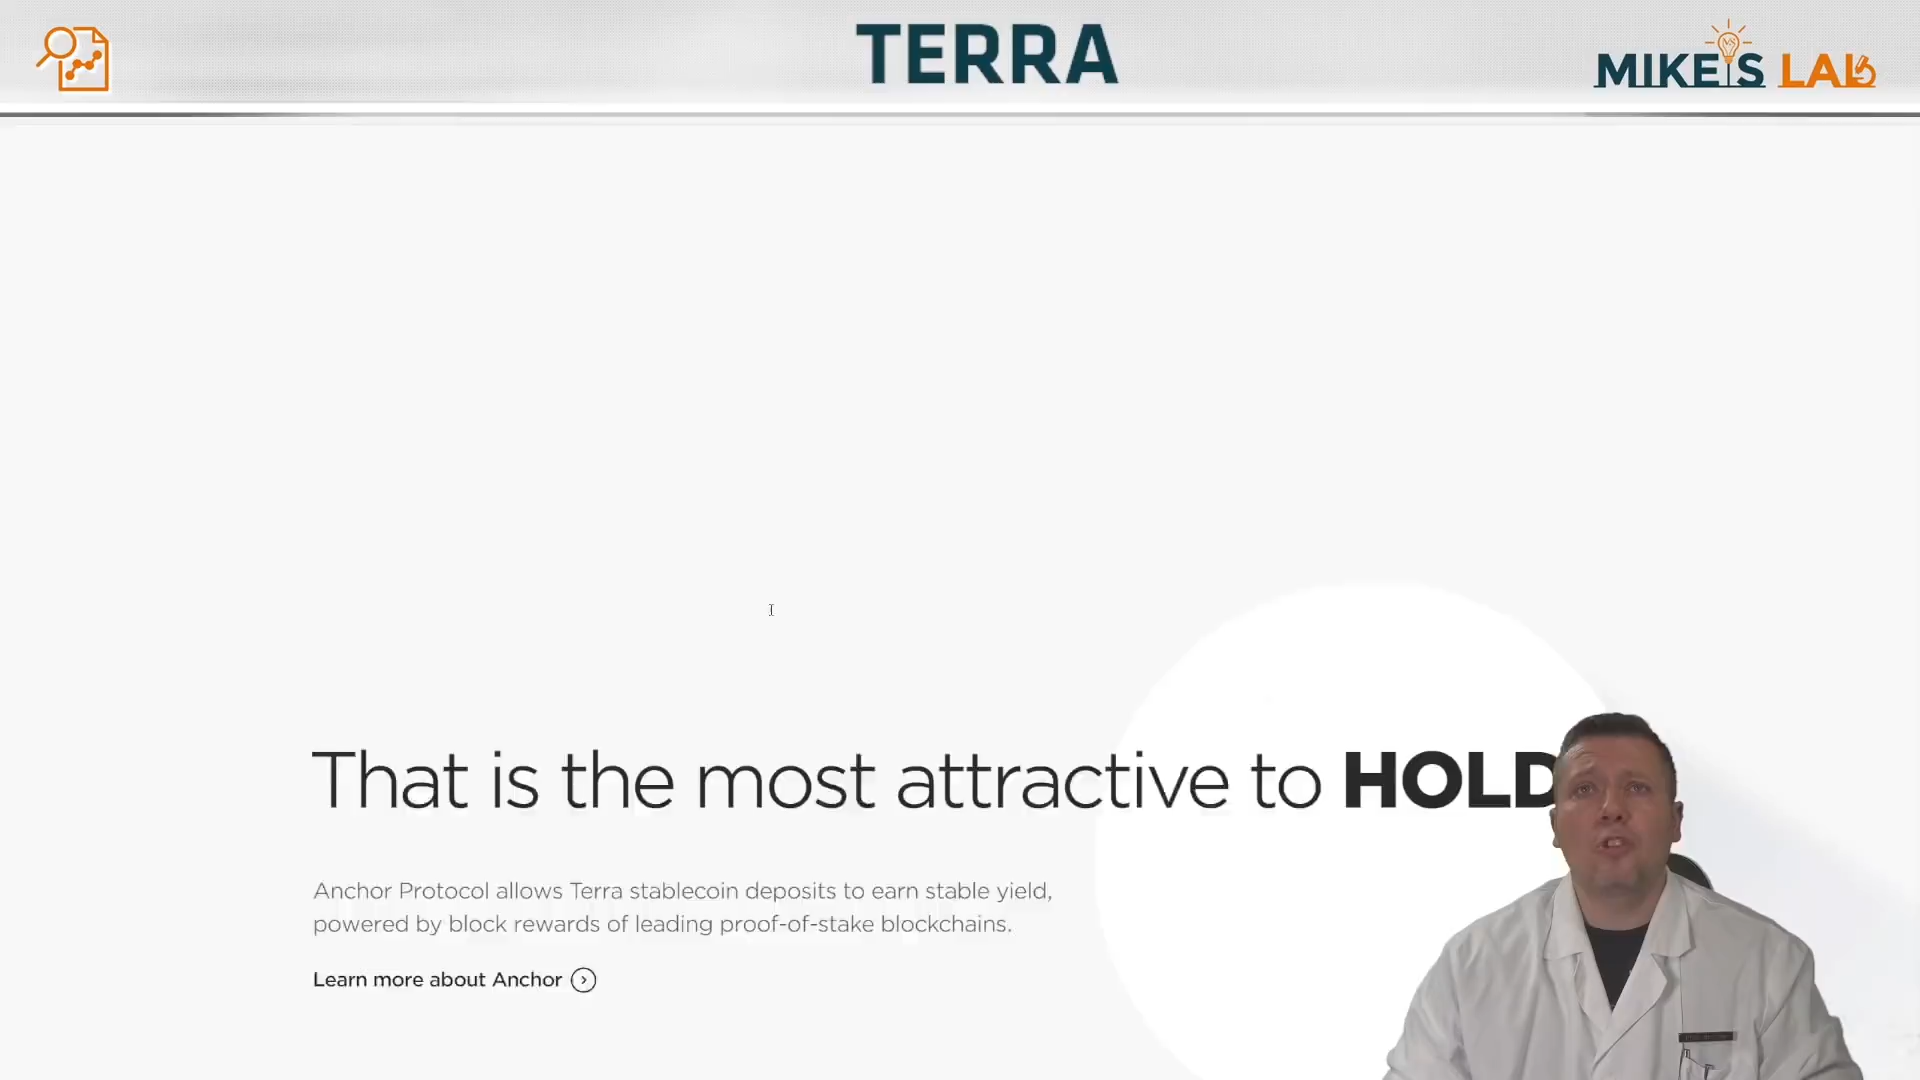 TERRA
MIKE'S LAB
That is the most attractive to HOLD
Anchor Protocol allows Terra stablecoin deposits to earn stable yield,
powered by block rewards of leading proof-of-stake blockchains.
Learn more about Anchor